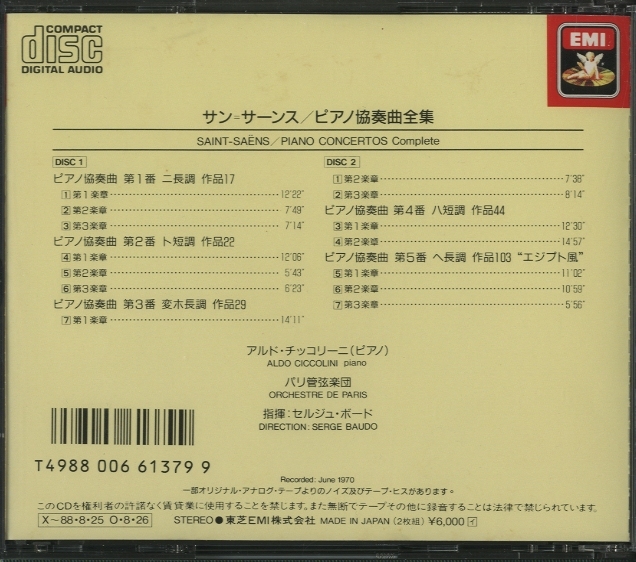 COMPACT
disc
DIGITAL AUDIO
EMI
サン=サーンス/ピアノ協奏曲全集
SAINT-SAËNS/PIANO CONCERTOS Complete
DISC 1
ピアノ協奏曲 第1番 ニ長調 作品17
1 第1楽章 12'22"
2 第2楽章 7'49"
3 第3楽章 7'14"
ピアノ協奏曲 第2番 ト短調 作品22
4 第1楽章 12'06"
5 第2楽章 5'43"
6 第3楽章 6'23"
ピアノ協奏曲 第3番 変ホ長調 作品29
7 第1楽章 14'11"
DISC 2
1 第2楽章 7'38"
2 第3楽章 8'14"
ピアノ協奏曲 第4番 ハ短調 作品44
3 第1楽章 12'30"
4 第2楽章 14'57"
ピアノ協奏曲 第5番 ヘ長調 作品103 “エジプト風”
5 第1楽章 11'02"
6 第2楽章 10'59"
7 第3楽章 5'56"
アルド・チッコリーニ(ピアノ)
ALDO CICCOLINI piano
パリ管弦楽団
ORCHESTRE DE PARIS
指揮:セルジュ・ボード
DIRECTION: SERGE BAUDO
T4988 006 61379 9
Recorded: June 1970
一部オリジナル・アナログ・テープよりのノイズ及びテープ・ヒスがあります。
このCDを権利者の許諾なく賃貸業に使用することを禁じます。また無断でテープその他に録音することは法律で禁じられています。
X~88・8・25 O・8・26 STEREO ● 東芝EMI株式会社 MADE IN JAPAN (2枚組) ¥6,000 イ